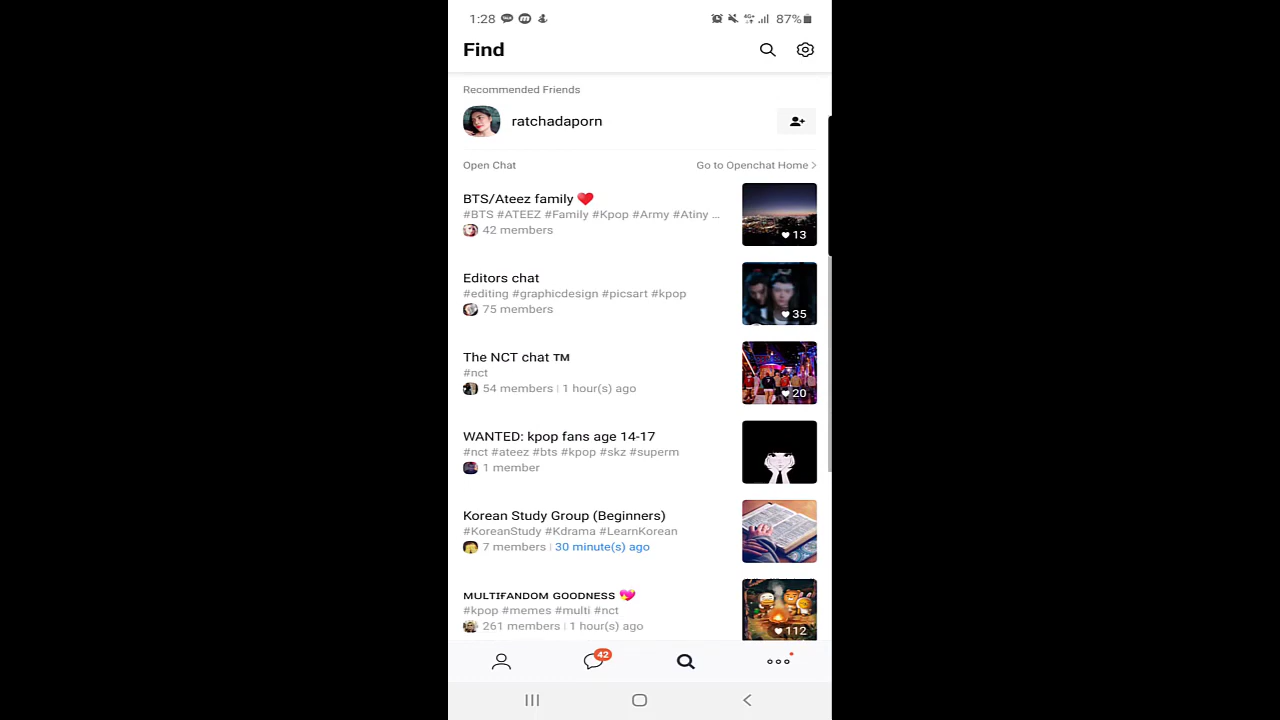 1:28
87%
Find
Recommended Friends
ratchadaporn
Open Chat
Go to Openchat Home >
BTS/Ateez family ❤️
#BTS #ATEEZ #Family #Kpop #Army #Atiny ...
42 members
13
Editors chat
#editing #graphicdesign #picsart #kpop
75 members
35
The NCT chat ™
#nct
54 members | 1 hour(s) ago
20
WANTED: kpop fans age 14-17
#nct #ateez #bts #kpop #skz #superm
1 member
Korean Study Group (Beginners)
#KoreanStudy #Kdrama #LearnKorean
7 members | 30 minute(s) ago
ᴍᴜʟᴛɪғᴀɴᴅᴏᴍ ɢᴏᴏᴅɴᴇss 💖
#kpop #memes #multi #nct
261 members | 1 hour(s) ago
112
42